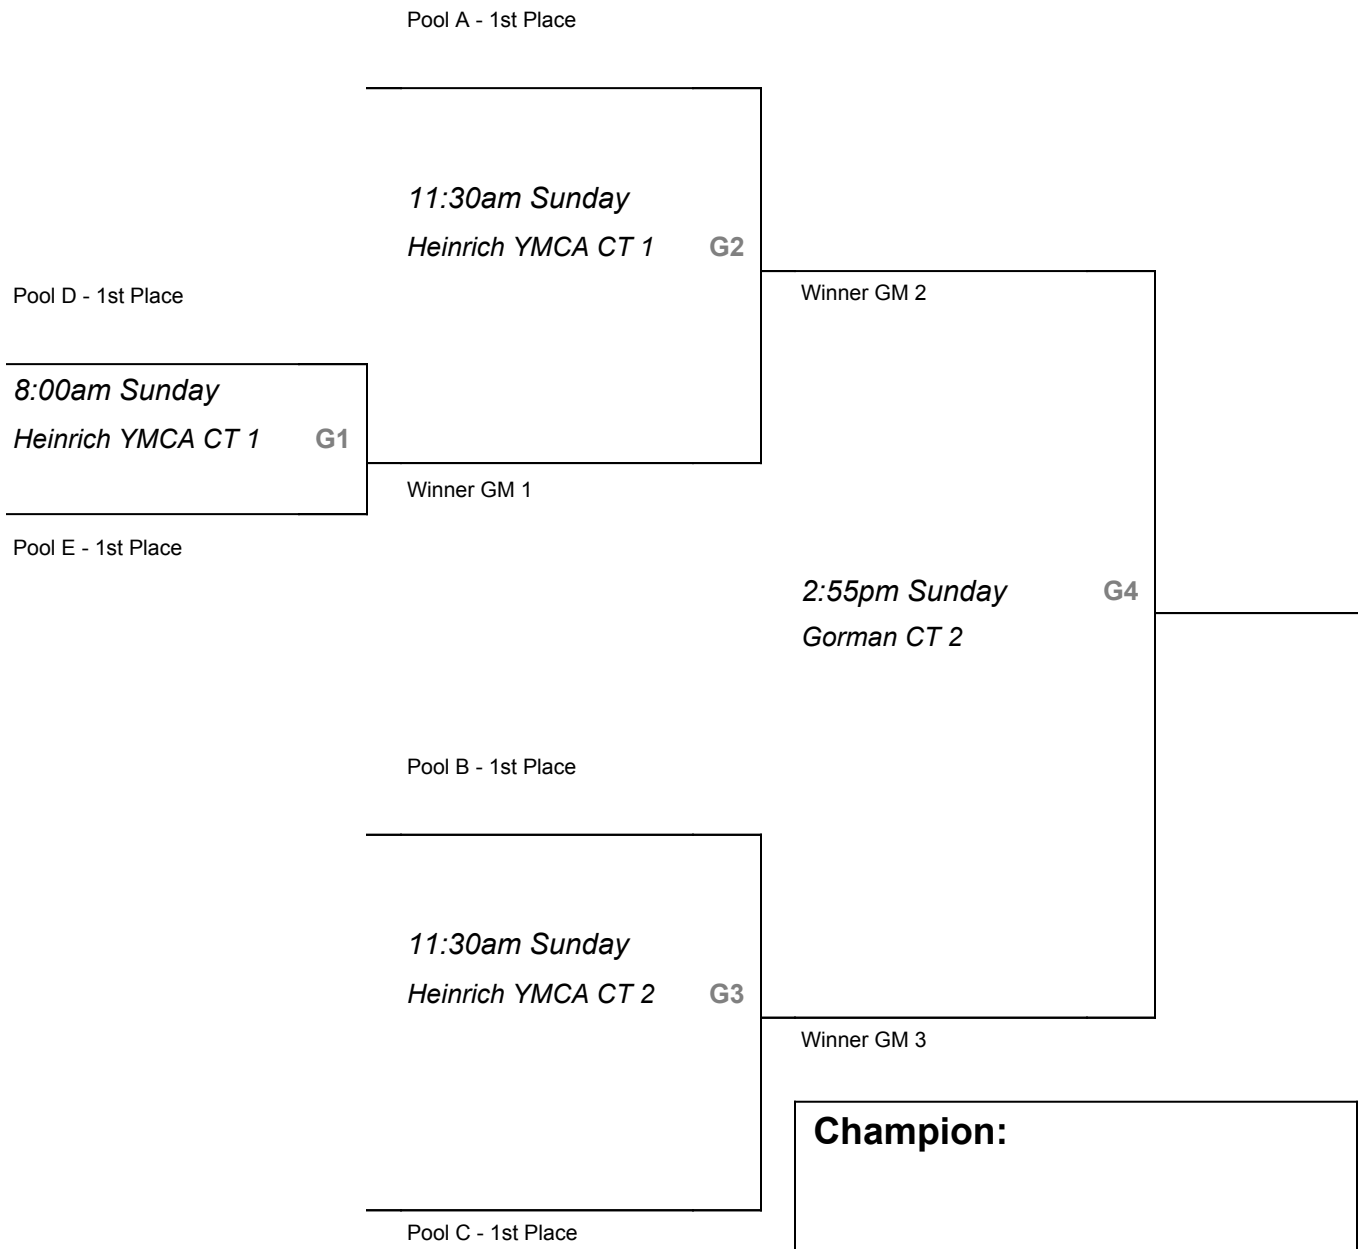 Pool A - 1st Place
11:30am Sunday
Heinrich YMCA CT 1 G2
Pool D - 1st Place
Winner GM 2
8:00am Sunday
Heinrich YMCA CT 1 G1
Winner GM 1
Pool E - 1st Place
2:55pm Sunday G4
Gorman CT 2
Pool B - 1st Place
11:30am Sunday
Heinrich YMCA CT 2 G3
Winner GM 3
Champion:
Pool C - 1st Place